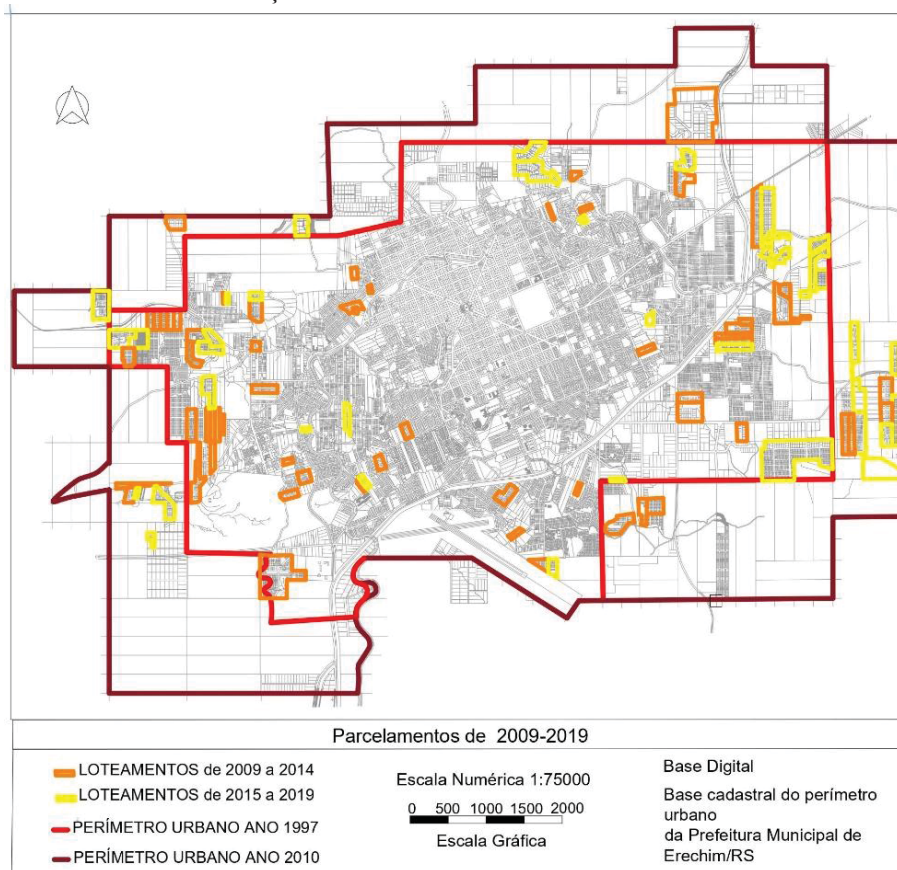 Parcelamentos de 2009-2019
LOTEAMENTOS de 2009 a 2014
LOTEAMENTOS de 2015 a 2019
PERÍMETRO URBANO ANO 1997
PERÍMETRO URBANO ANO 2010
Escala Numérica 1:75000
0 500 1000 1500 2000
Escala Gráfica
Base Digital
Base cadastral do perímetro
urbano
da Prefeitura Municipal de
Erechim/RS